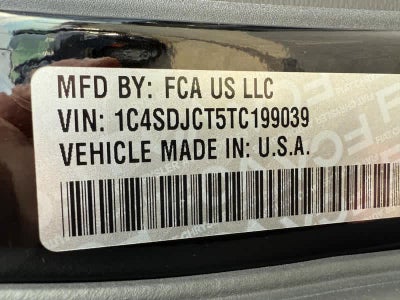 MFD BY: FCA US LLC
VIN: 1C4SDJCT5TC199039
VEHICLE MADE IN: U.S.A.